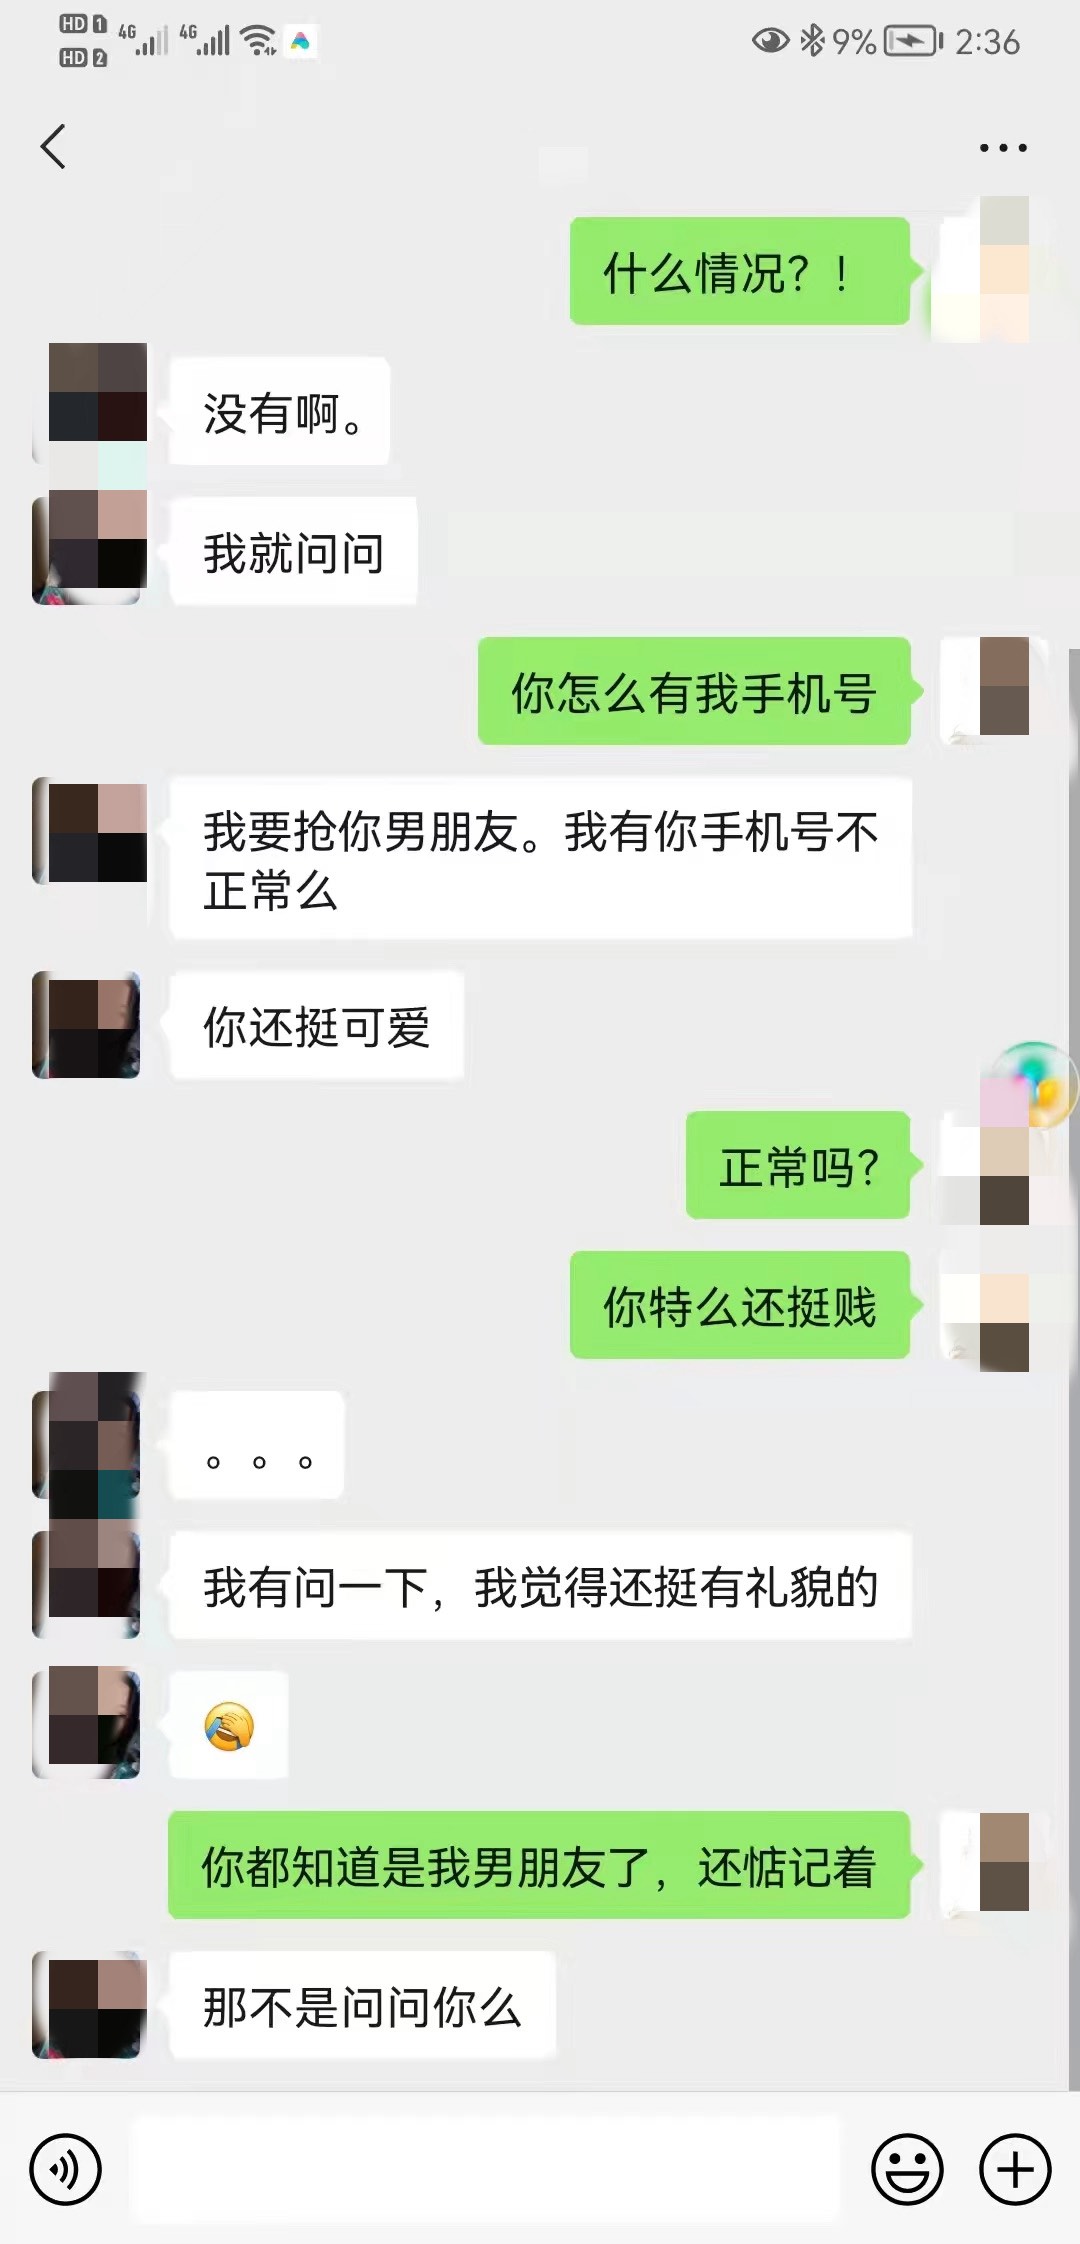 HD 1 4G 4G 9% 2:36
HD 2
什么情况？！
没有啊。
我就问问
你怎么有我手机号
我要抢你男朋友。我有你手机号不
正常么
你还挺可爱
正常吗？
你特么还挺贱
。。。
我有问一下，我觉得还挺有礼貌的
你都知道是我男朋友了，还惦记着
那不是问问你么